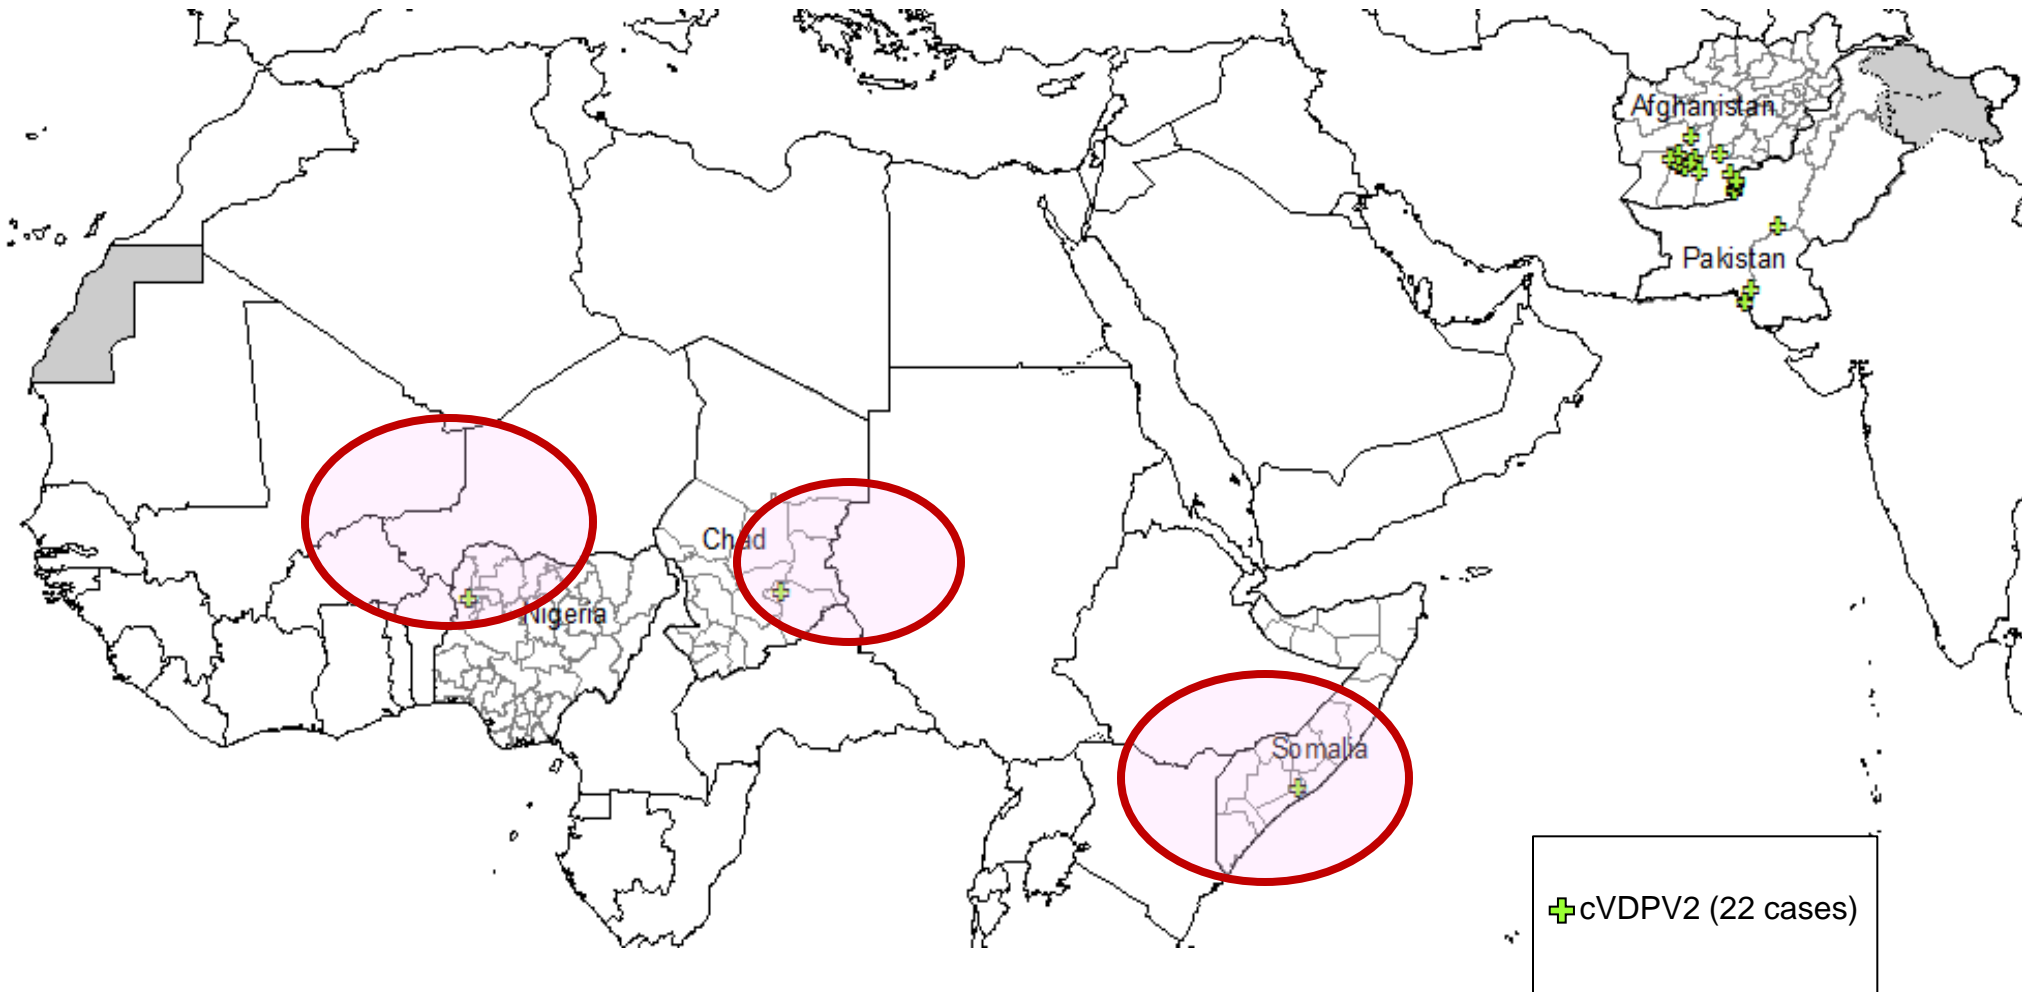 Afghanistan
Pakistan
Chad
Nigeria
Somalia
cVDPV2 (22 cases)